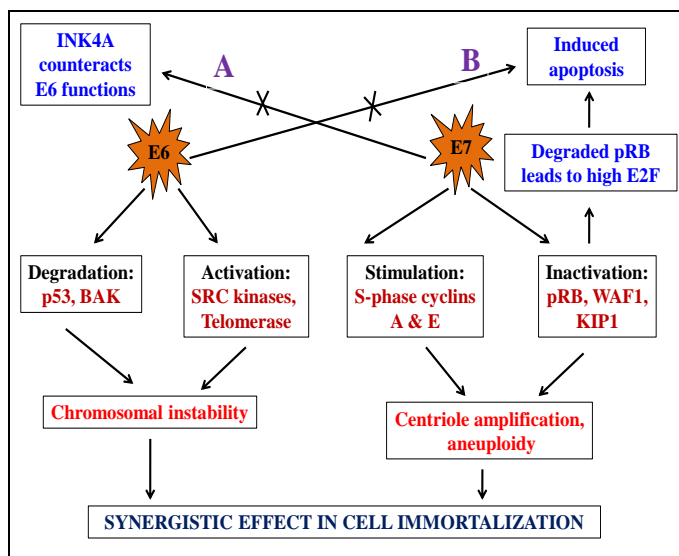 INK4A
counteracts
E6 functions
A
B
Induced
apoptosis
E6
E7
Degraded pRB
leads to high E2F
Degradation:
p53, BAK
Activation:
SRC kinases,
Telomerase
Stimulation:
S-phase cyclins
A & E
Inactivation:
pRB, WAF1,
KIP1
Chromosomal instability
Centriole amplification,
aneuploidy
SYNERGISTIC EFFECT IN CELL IMMORTALIZATION